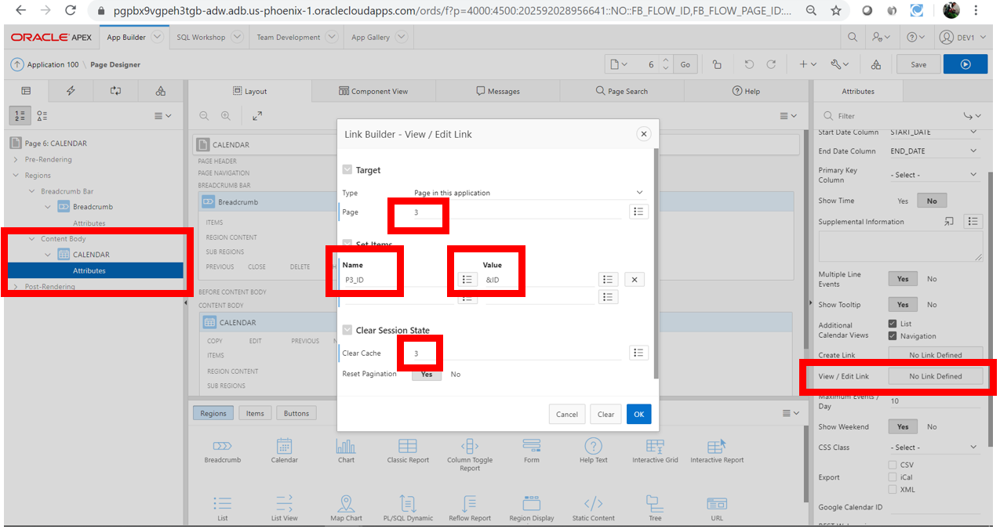 pgpbx9vgpeh3tgb-adw.adb.us-phoenix-1.oraclecloudapps.com/ords/f?p=4000:4500:202592028956641::NO::FB_FLOW_ID,FB_FLOW_PAGE_ID:...
ORACLE APEX App Builder SQL Workshop Team Development App Gallery DEV1
Application 100 \ Page Designer 6 Go Save
Layout Component View Messages Page Search Help Attributes
Page 6: CALENDAR
Pre-Rendering
Regions
Breadcrumb Bar
Breadcrumb
Attributes
Content Body
CALENDAR
Attributes
Post-Rendering
CALENDAR
PAGE HEADER
PAGE NAVIGATION
BREADCRUMB BAR
Breadcrumb
ITEMS
REGION CONTENT
SUB REGIONS
PREVIOUS CLOSE DELETE
BEFORE CONTENT BODY
CONTENT BODY
CALENDAR
COPY EDIT PREVIOUS
ITEMS
REGION CONTENT
SUB REGIONS
Link Builder - View / Edit Link
Target
Type Page in this application
Page 3
Set Items
Name Value
P3_ID &ID
Clear Session State
Clear Cache 3
Reset Pagination Yes No
Cancel Clear OK
Regions Items Buttons
Breadcrumb Calendar Chart Classic Report Column Toggle Report Form Help Text Interactive Grid Interactive Report
List List View Map Chart PL/SQL Dynamic Reflow Report Region Display Static Content Tree URL
Filter
Start Date Column START_DATE
End Date Column END_DATE
Primary Key Column - Select -
Show Time Yes No
Supplemental Information
Multiple Line Events Yes No
Show Tooltip Yes No
Additional Calendar Views List
Navigation
Create Link No Link Defined
View / Edit Link No Link Defined
Maximum Events / Day 10
Show Weekend Yes No
CSS Class - Select -
Export CSV
iCal
XML
Google Calendar ID